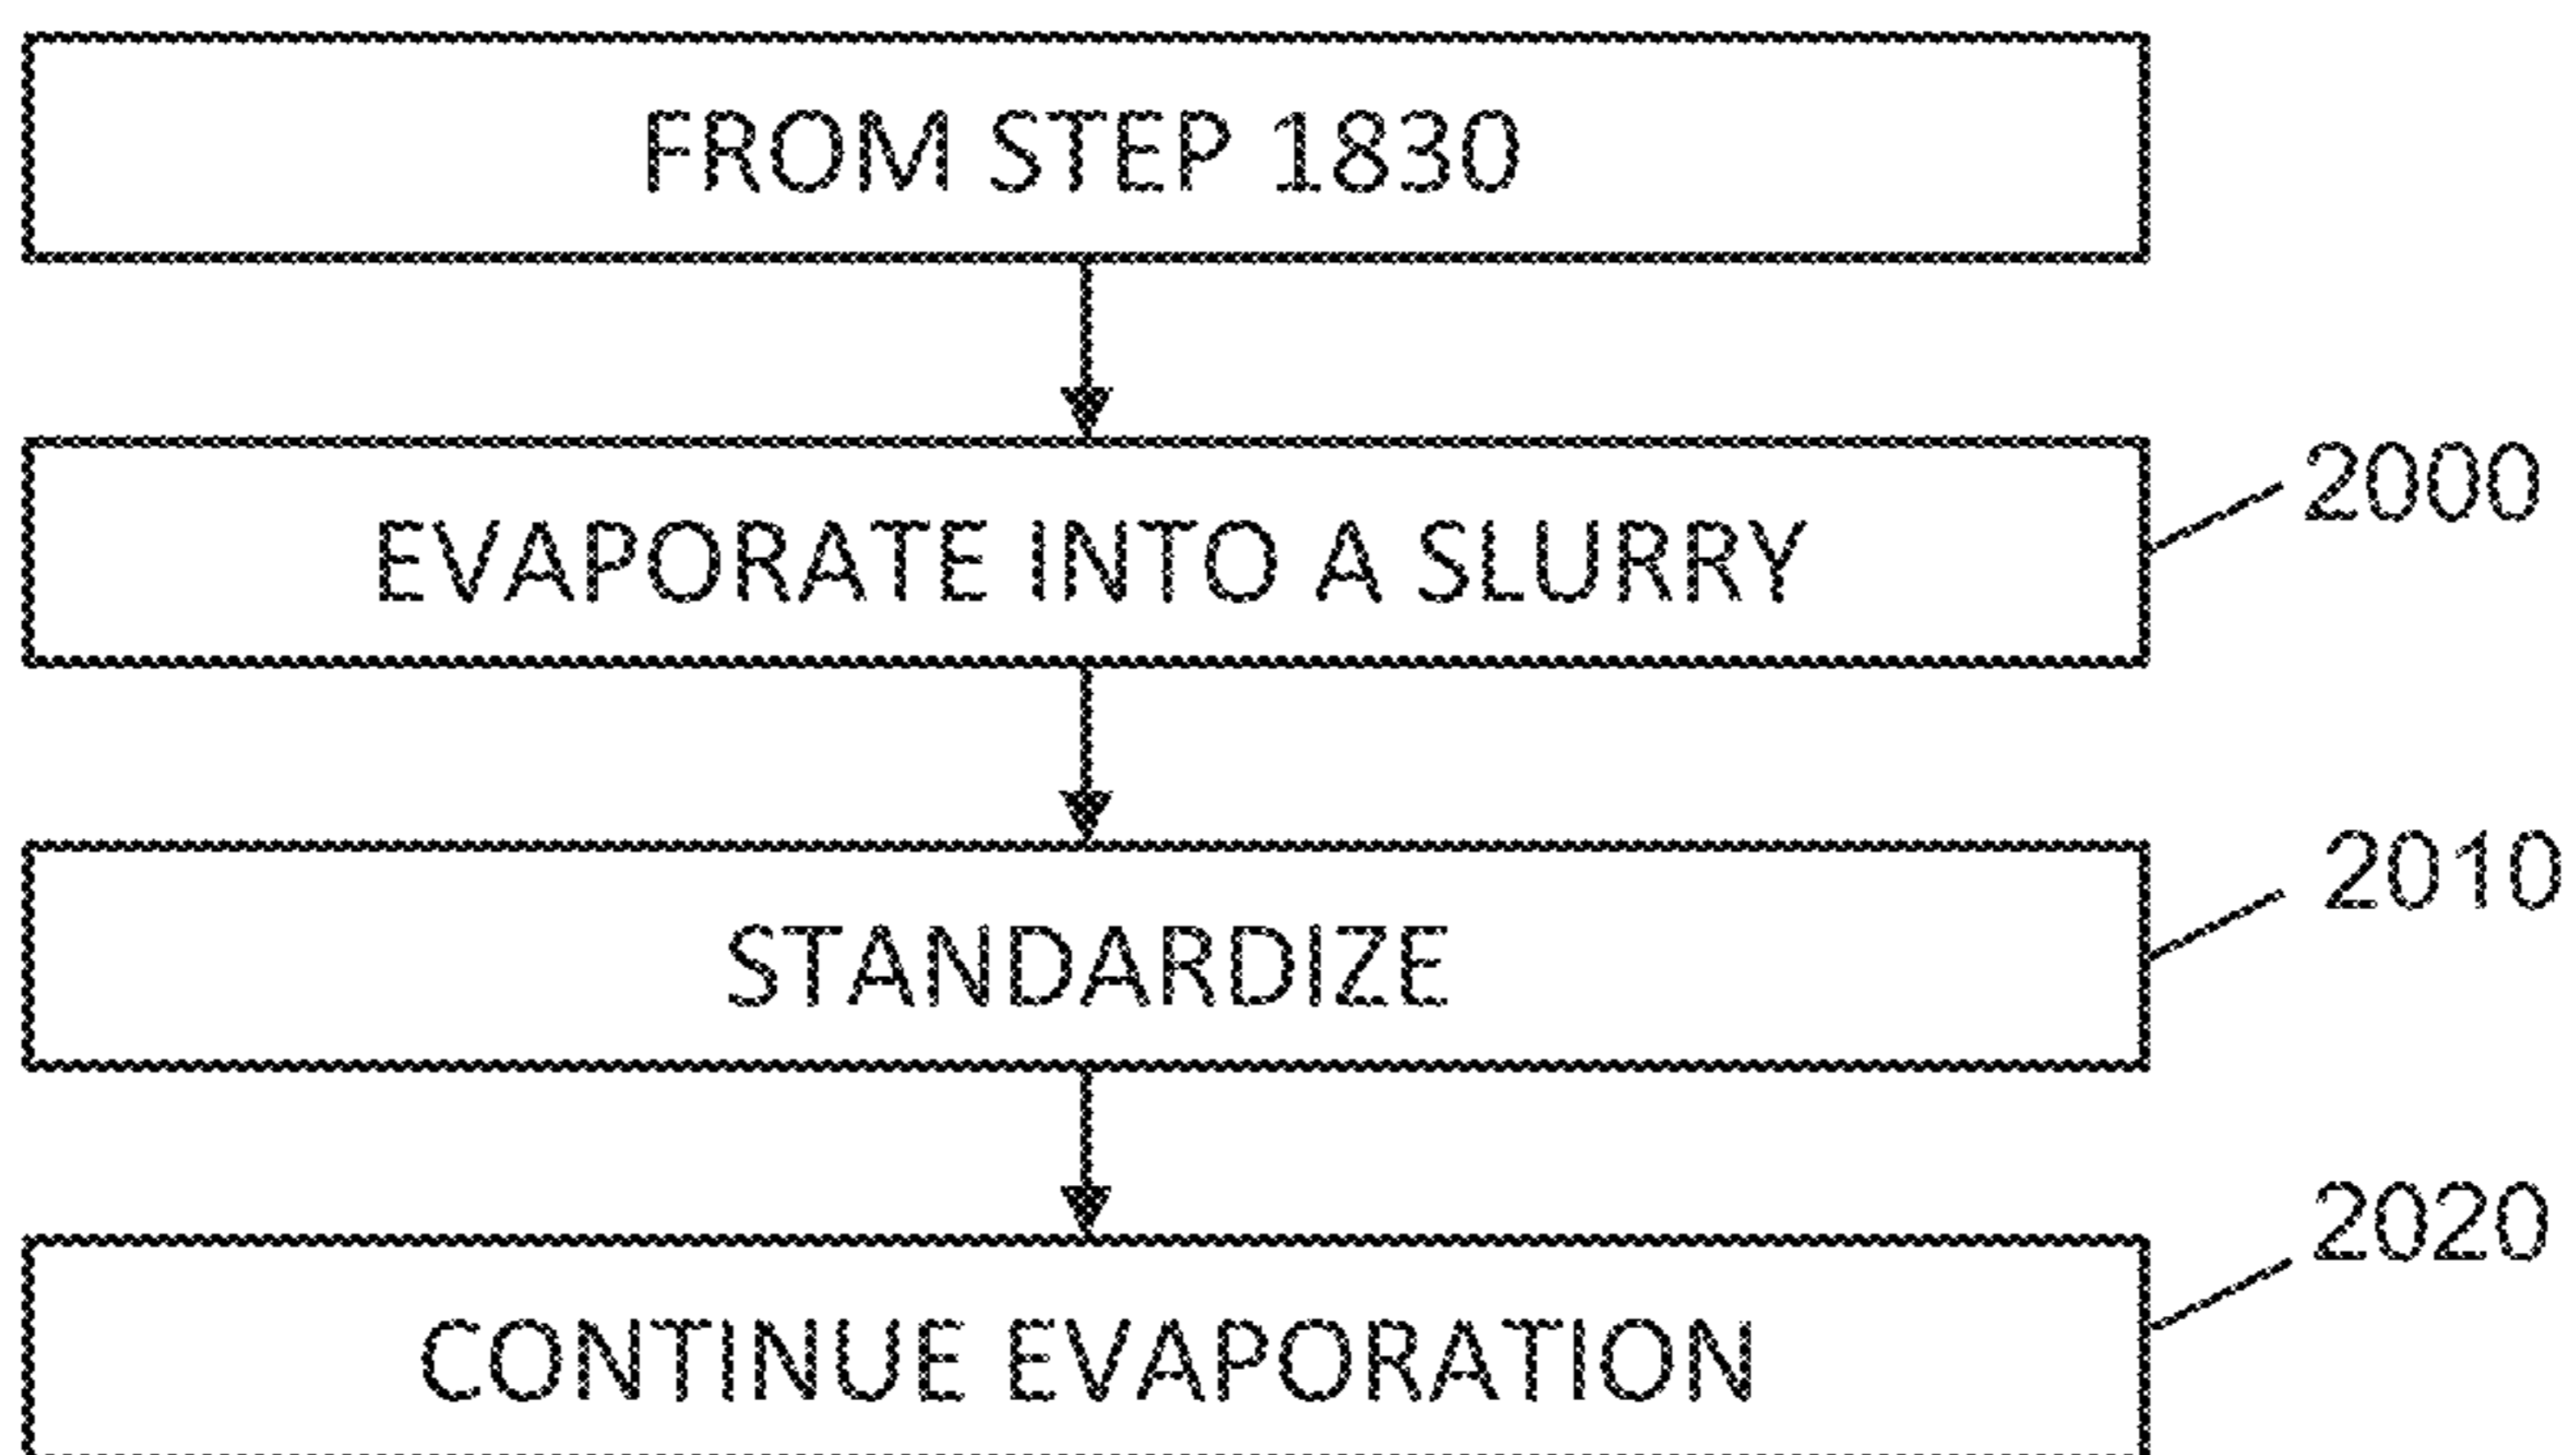 FROM STEP 1830
2000
EVAPORATE INTO A SLURRY
2010
STANDARDIZE
2020
CONTINUE EVAPORATION